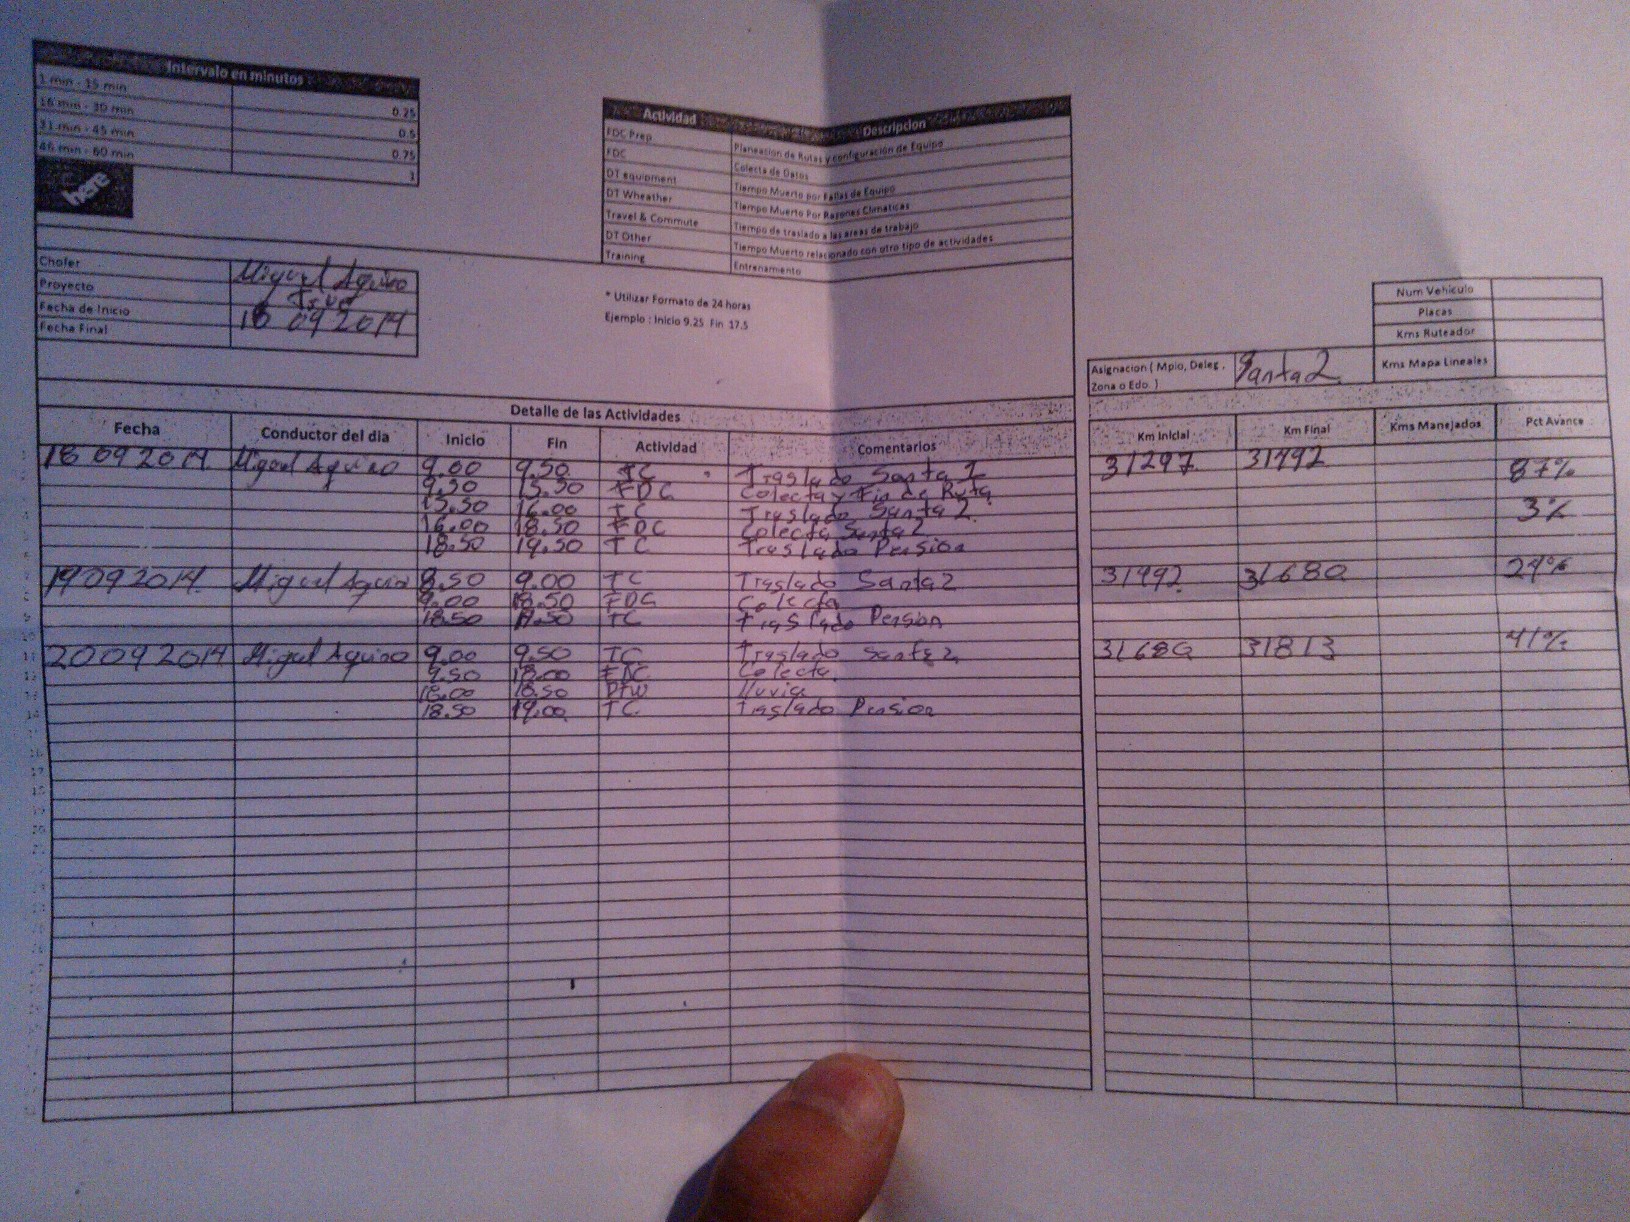 Intervalo en minutos
1 min - 15 min 0.25
16 min - 30 min 0.5
31 min - 45 min 0.75
46 min - 60 min 1
here
Actividad Descripcion
FDC Prep Planeacion de Rutas y configuracion de Equipo
FDC Colecta de Datos
DT equipment Tiempo Muerto por Fallas de Equipo
DT Wheather Tiempo Muerto Por Razones Climaticas
Travel & Commute Tiempo de traslado a las areas de trabajo
DT Other Tiempo Muerto relacionado con otro tipo de actividades
Training Entrenamiento
* Utilizar Formato de 24 horas
Ejemplo : Inicio 9.25 Fin 17.5
Chofer Miguel Aquino
Proyecto
Fecha de Inicio 18 09 2014
Fecha Final
Num Vehiculo
Placas
Kms Ruteador
Kms Mapa Lineales
Asignacion ( Mpio, Deleg , Zona o Edo. ) Santa 2
Detalle de las Actividades
Fecha Conductor del dia Inicio Fin Actividad Comentarios Km Inicial Km Final Kms Manejados Pct Avance
18 09 2014 Miguel Aquino 9.00 9.50 TC Traslado Santa 1 31297 31492 87%
9.50 15.50 FDC Colecta y Fin de Ruta
15.50 16.00 TC Traslado Santa 2 3%
16.00 18.50 FDC Colecta Santa 2
18.50 19.50 TC Traslado Pension
19 09 2014 Miguel Aquino 8.50 9.00 TC Traslado Santa 2 31492 31680 24%
9.00 18.50 FDC Colecta
18.50 19.50 TC Traslado Pension
20 09 2014 Miguel Aquino 9.00 9.50 TC Traslado Santa 2 31680 31813 41%
9.50 18.00 FDC Colecta
18.00 18.50 DTW lluvia
18.50 19.00 TC Traslado Pension